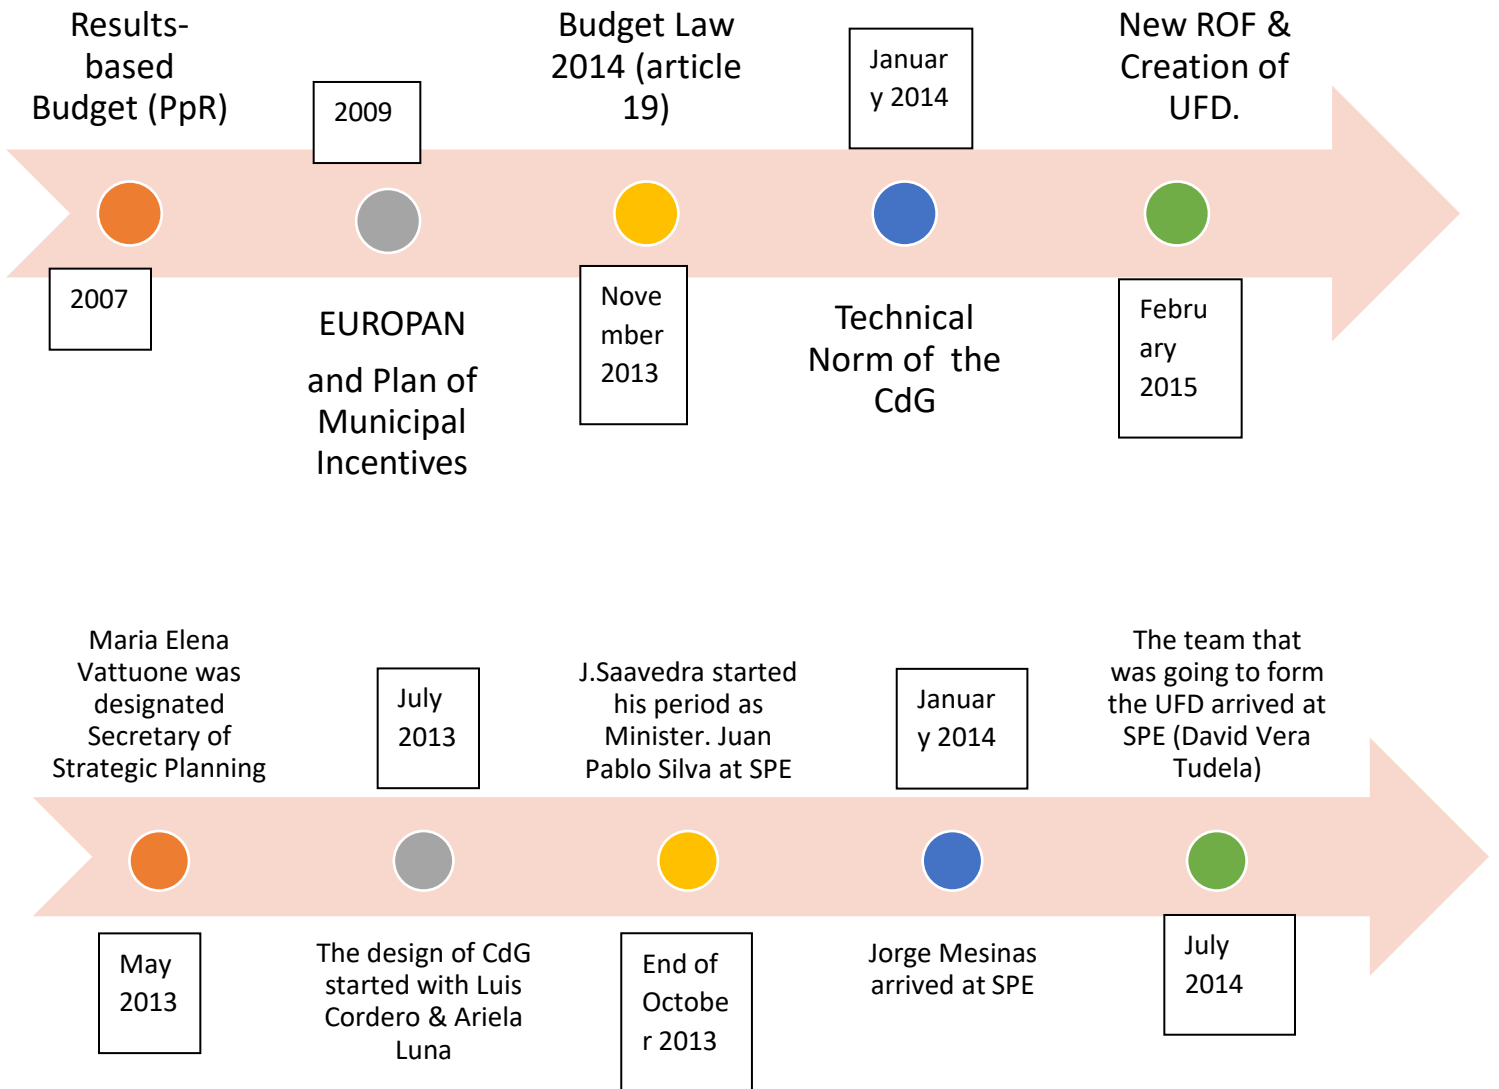 Results-
based
Budget (PpR)
2007
2009
EUROPAN
and Plan of
Municipal
Incentives
Budget Law
2014 (article
19)
Nove
mber
2013
Januar
y 2014
Technical
Norm of  the
CdG
New ROF &
Creation of
UFD.
Febru
ary
2015
Maria Elena
Vattuone was
designated
Secretary of
Strategic Planning
May
2013
July
2013
The design of CdG
started with Luis
Cordero & Ariela
Luna
J.Saavedra started
his period as
Minister. Juan
Pablo Silva at SPE
End of
Octobe
r 2013
Januar
y 2014
Jorge Mesinas
arrived at SPE
The team that
was going to form
the UFD arrived at
SPE (David Vera
Tudela)
July
2014